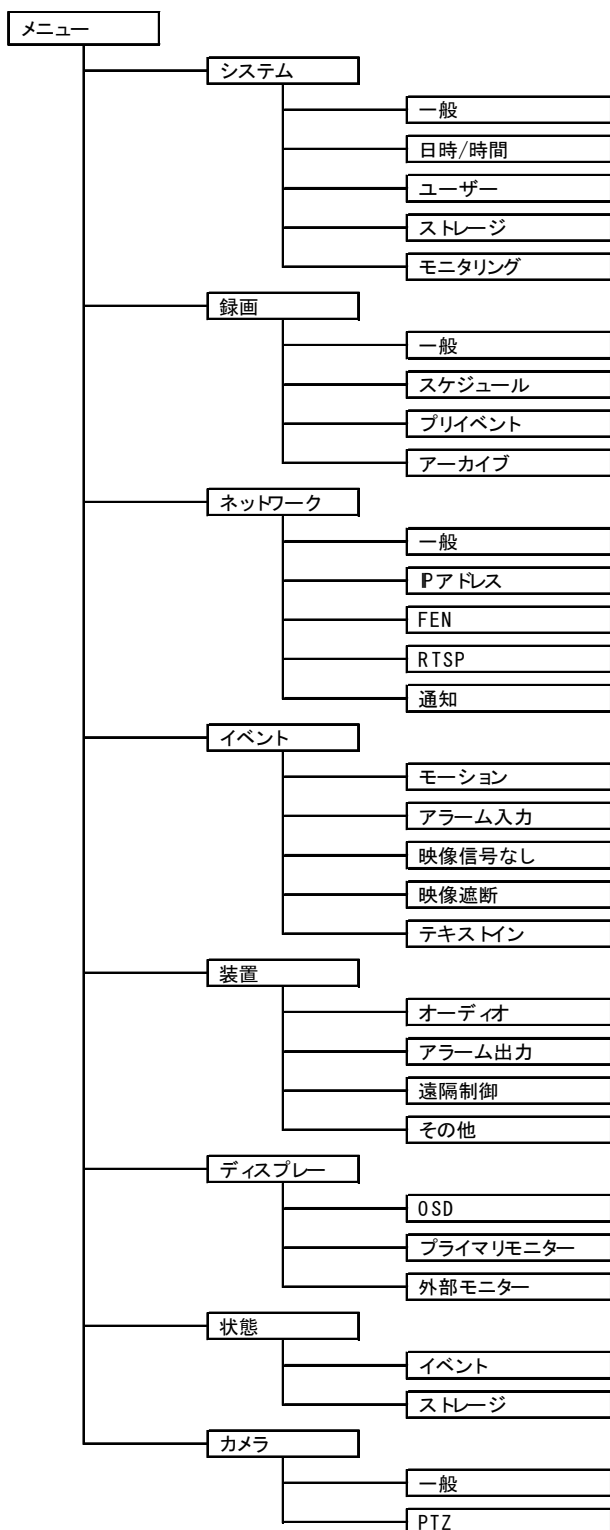 メニュー
システム
一般
日時/時間
ユーザー
ストレージ
モニタリング
録画
一般
スケジュール
プリイベント
アーカイブ
ネットワーク
一般
IPアドレス
FEN
RTSP
通知
イベント
モーション
アラーム入力
映像信号なし
映像遮断
テキストイン
装置
オーディオ
アラーム出力
遠隔制御
その他
ディスプレー
OSD
プライマリモニター
外部モニター
状態
イベント
ストレージ
カメラ
一般
PTZ